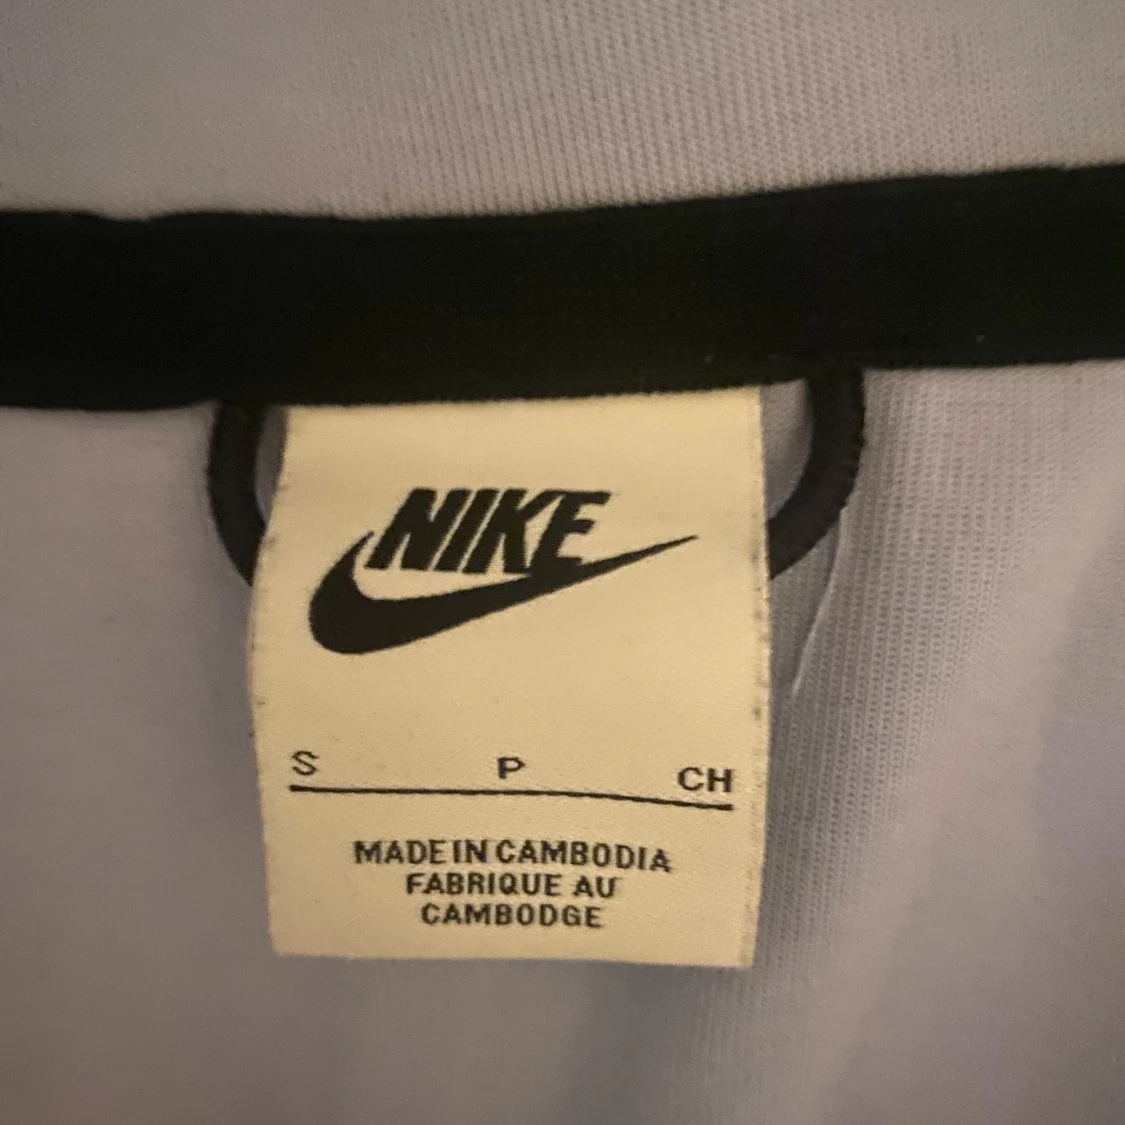 NIKE
S P CH
MADE IN CAMBODIA
FABRIQUE AU
CAMBODGE